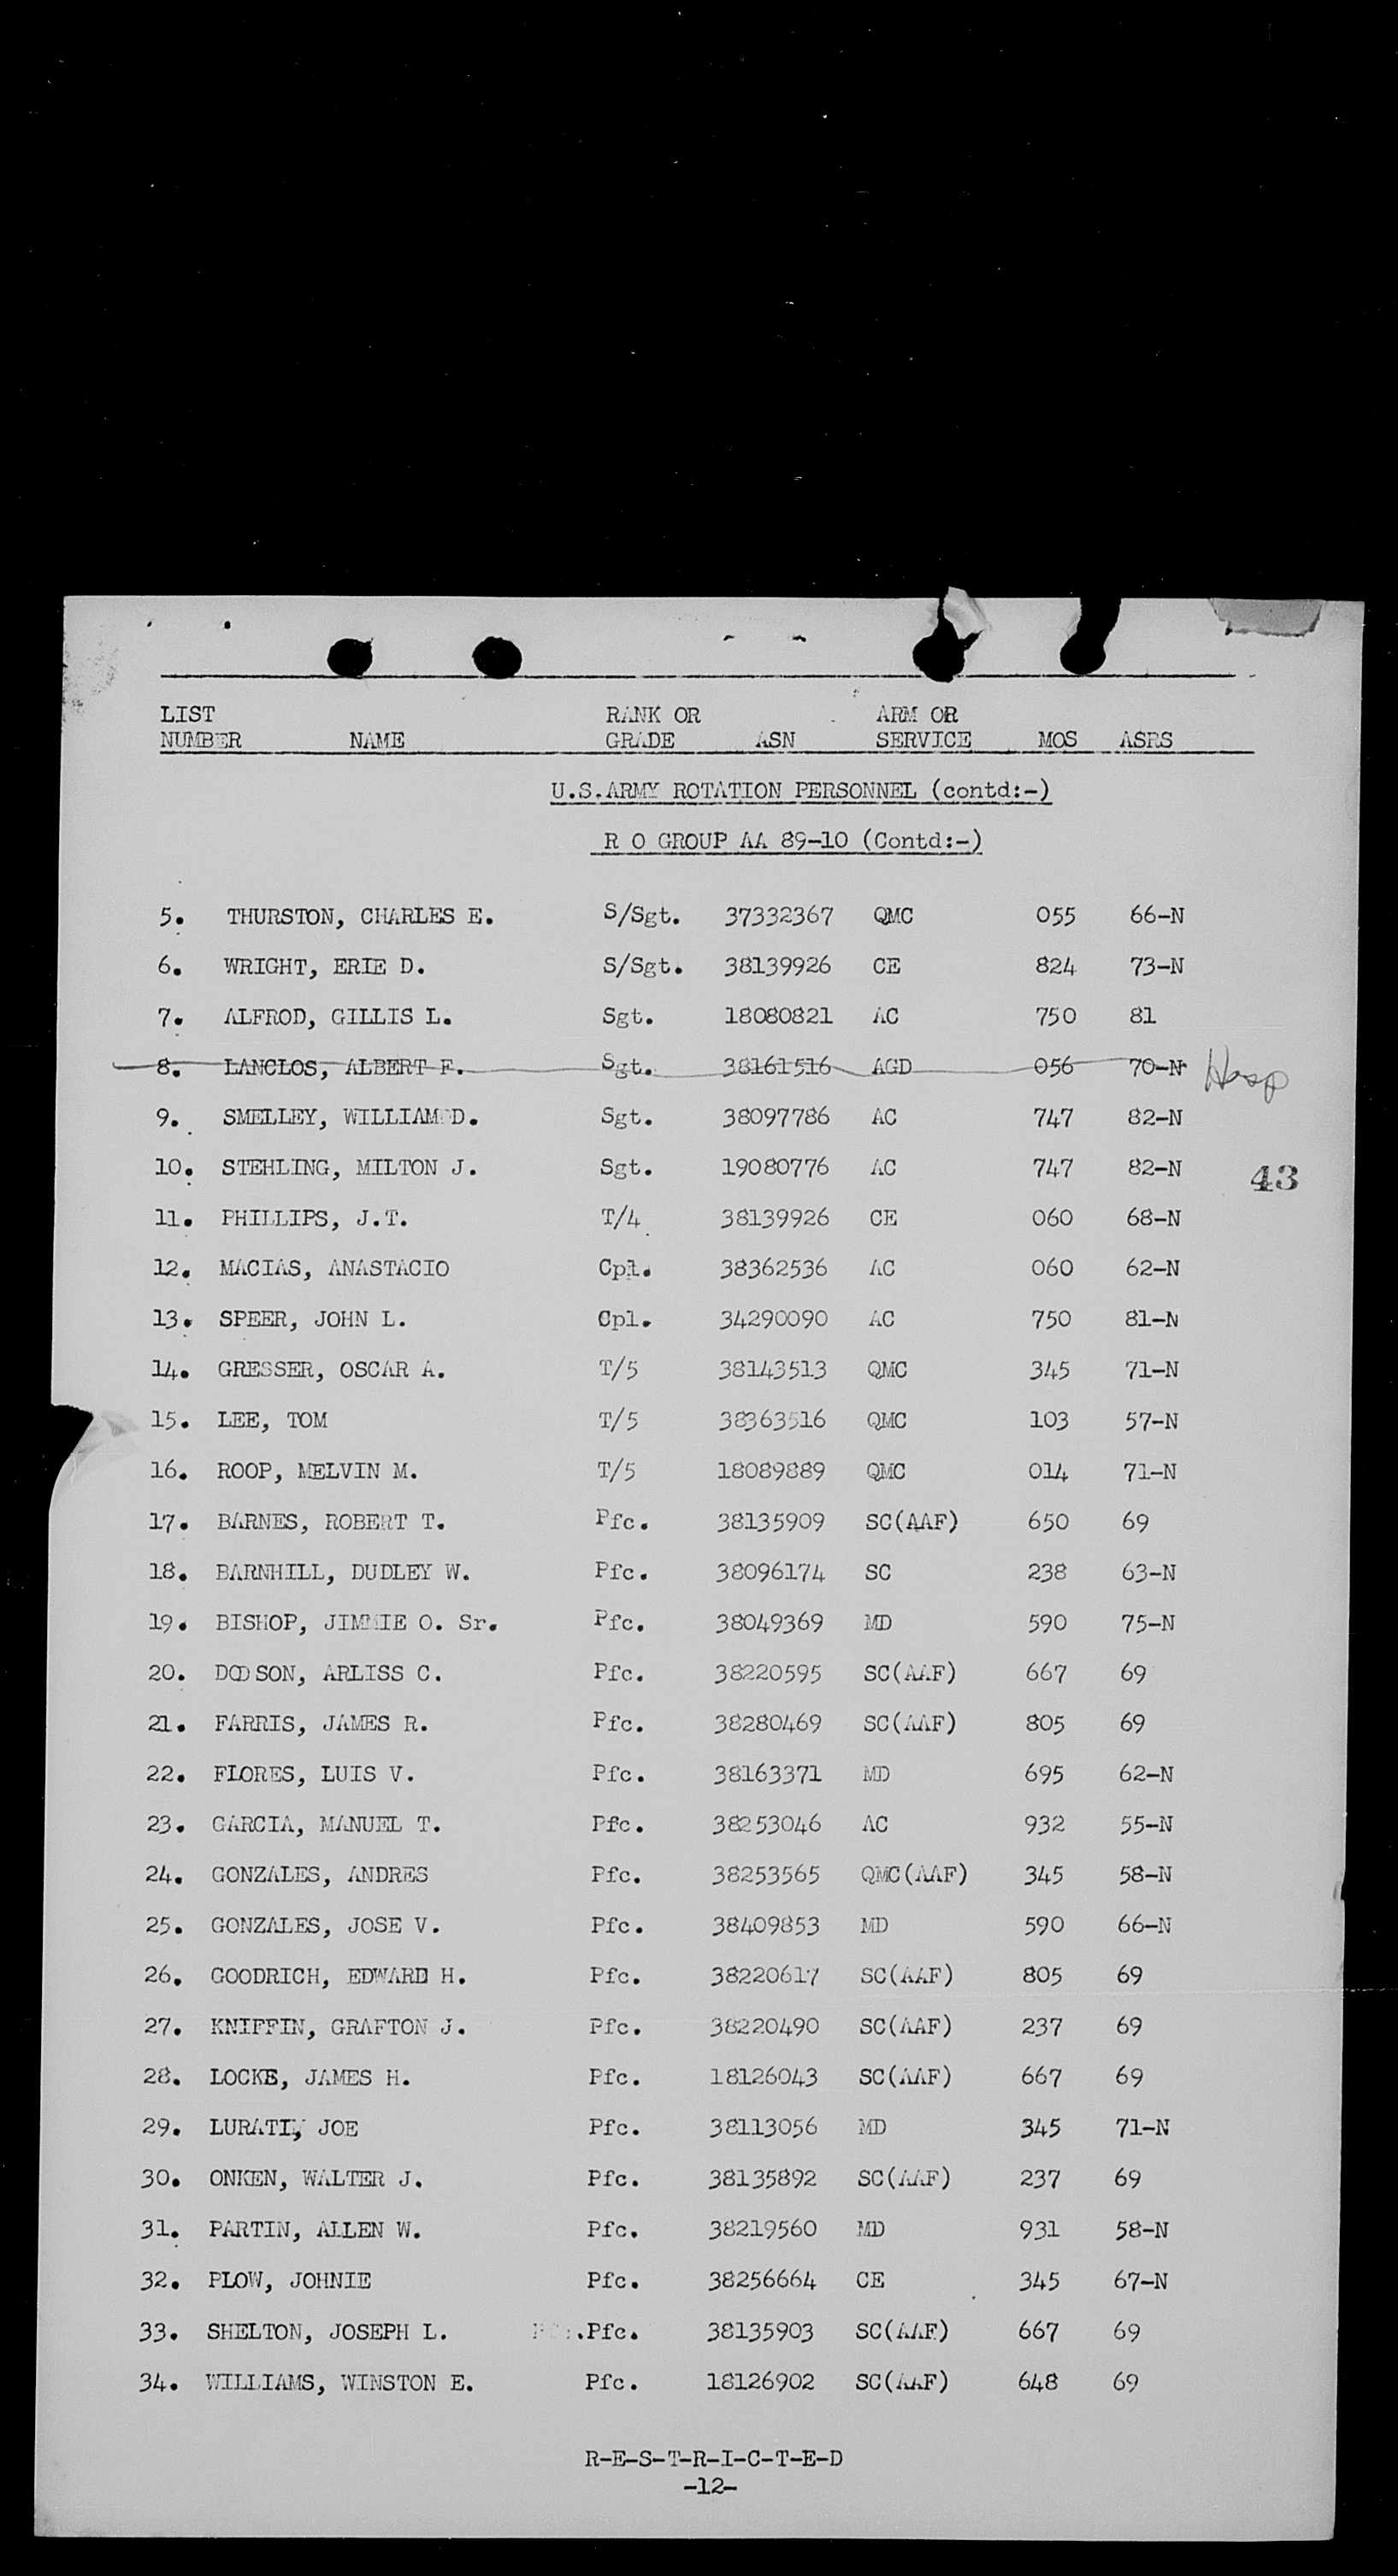 LIST RANK OR ARM OR
NUMBER NAME GRADE ASN SERVICE MOS ASRS
U.S.ARMY ROTATION PERSONNEL (contd:-)
R O GROUP AA 89-10 (Contd:-)
5. THURSTON, CHARLES E. S/Sgt. 37332367 QMC 055 66-N
6. WRIGHT, ERIE D. S/Sgt. 38139926 CE 824 73-N
7. ALFROD, GILLIS L. Sgt. 18080821 AC 750 81
8. LANCLOS, ALBERT F. Sgt. 38161516 AGD 056 70-N Hosp
9. SMELLEY, WILLIAM D. Sgt. 38097786 AC 747 82-N
10. STEHLING, MILTON J. Sgt. 19080776 AC 747 82-N
43
11. PHILLIPS, J.T. T/4 38139926 CE 060 68-N
12. MACIAS, ANASTACIO Cpl. 38362536 AC 060 62-N
13. SPEER, JOHN L. Cpl. 34290090 AC 750 81-N
14. GRESSER, OSCAR A. T/5 38143513 QMC 345 71-N
15. LEE, TOM T/5 38363516 QMC 103 57-N
16. ROOP, MELVIN M. T/5 18089889 QMC 014 71-N
17. BARNES, ROBERT T. Pfc. 38135909 SC(AAF) 650 69
18. BARNHILL, DUDLEY W. Pfc. 38096174 SC 238 63-N
19. BISHOP, JIMMIE O. Sr. Pfc. 38049369 MD 590 75-N
20. DODSON, ARLISS C. Pfc. 38220595 SC(AAF) 667 69
21. FARRIS, JAMES R. Pfc. 38280469 SC(AAF) 805 69
22. FLORES, LUIS V. Pfc. 38163371 MD 695 62-N
23. GARCIA, MANUEL T. Pfc. 38253046 AC 932 55-N
24. GONZALES, ANDRES Pfc. 38253565 QMC(AAF) 345 58-N
25. GONZALES, JOSE V. Pfc. 38409853 MD 590 66-N
26. GOODRICH, EDWARD H. Pfc. 38220617 SC(AAF) 805 69
27. KNIFFIN, GRAFTON J. Pfc. 38220490 SC(AAF) 237 69
28. LOCKE, JAMES H. Pfc. 18126043 SC(AAF) 667 69
29. LURATI, JOE Pfc. 38113056 MD 345 71-N
30. ONKEN, WALTER J. Pfc. 38135892 SC(AAF) 237 69
31. PARTIN, ALLEN W. Pfc. 38219560 MD 931 58-N
32. PLOW, JOHNIE Pfc. 38256664 CE 345 67-N
33. SHELTON, JOSEPH L. Pfc. 38135903 SC(AAF) 667 69
34. WILLIAMS, WINSTON E. Pfc. 18126902 SC(AAF) 648 69
R-E-S-T-R-I-C-T-E-D
-12-